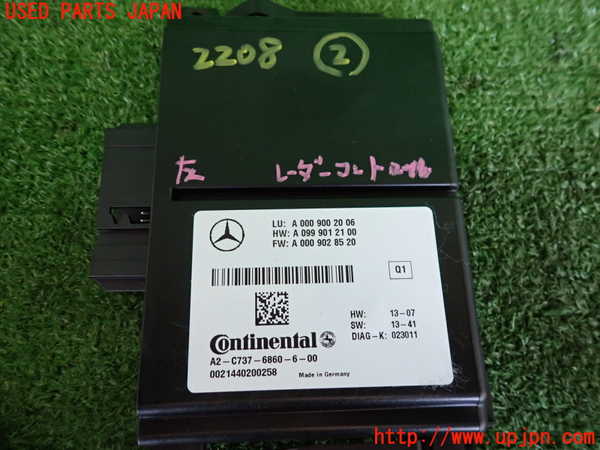 USED PARTS JAPAN
2208 ②
左 レーダーコントロール
LU: A 000 900 20 06
HW: A 099 901 21 00
FW: A 000 902 85 20
Q1
HW: 13-07
SW: 13-41
DIAG-K: 023011
Continental
A2-C737-6860-6-00
0021440200258
Made in Germany
http://www.upjpn.com/